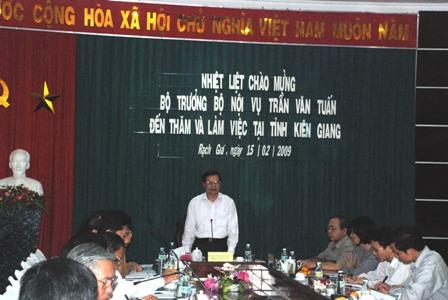 ƯỚC CỘNG HÒA XÃ HỘI CHỦ NGHĨA VIỆT NAM MUÔN NĂM
NHIỆT LIỆT CHÀO MỪNG
BỘ TRƯỞNG BỘ NỘI VỤ TRẦN VĂN TUẤN
ĐẾN THĂM VÀ LÀM VIỆC TẠI TỈNH KIÊN GIANG
Rạch Giá, ngày 15/02/2009